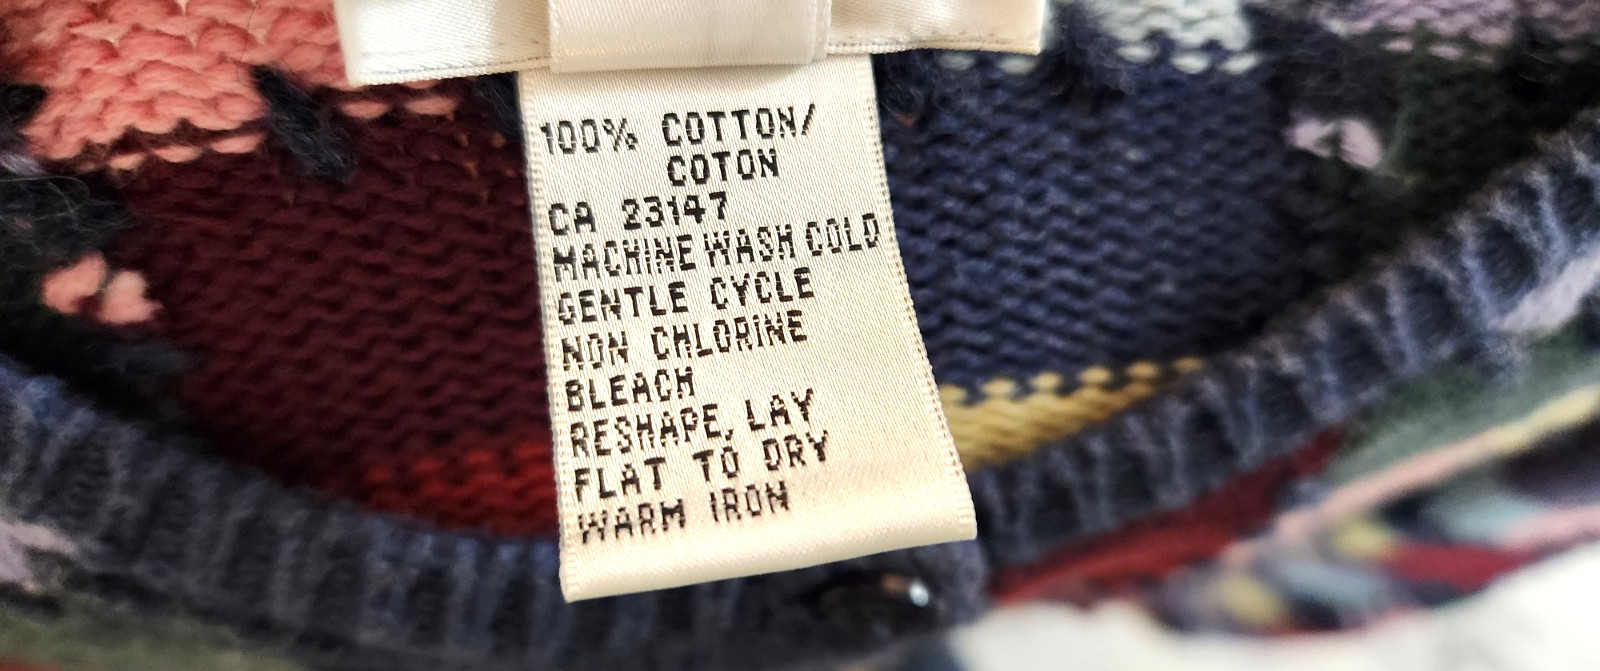 100% COTTON/
COTON
CA 23147
MACHINE WASH COLD
GENTLE CYCLE
NON CHLORINE
BLEACH
RESHAPE, LAY
FLAT TO DRY
WARM IRON